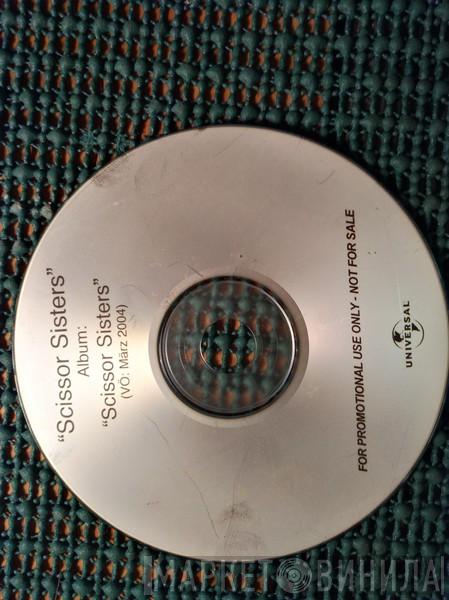 "Scissor Sisters"
Album:
"Scissor Sisters"
(VÖ: März 2004)
FOR PROMOTIONAL USE ONLY - NOT FOR SALE
UNIVERSAL
МАРКЕТ ВИНИЛА